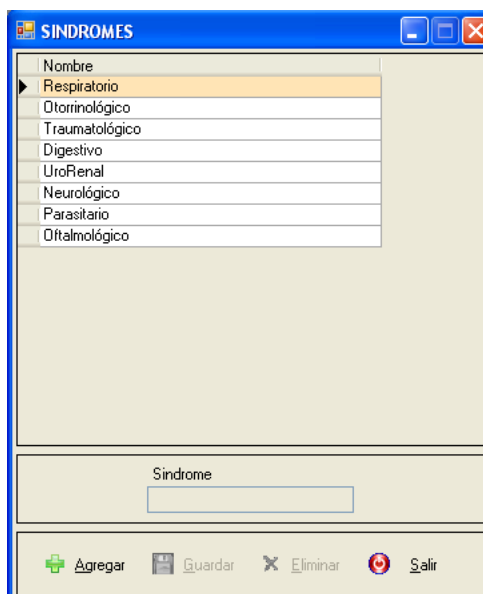 SINDROMES
Nombre
Respiratorio
Otorrinológico
Traumatológico
Digestivo
UroRenal
Neurológico
Parasitario
Oftalmológico
Sindrome
Agregar Guardar Eliminar Salir